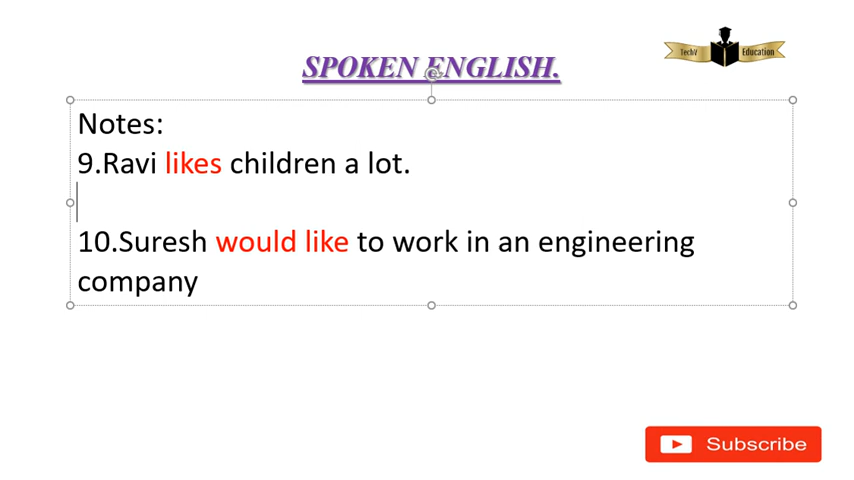 SPOKEN ENGLISH.
TechV Education
Notes:
9.Ravi likes children a lot.
10.Suresh would like to work in an engineering
company
Subscribe